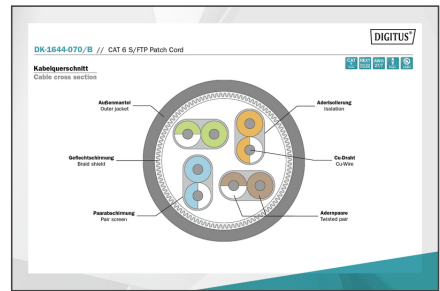 DIGITUS®
DK-1644-070/B // CAT 6 S/FTP Patch Cord
Kabelquerschnitt
Cable cross section
Außenmantel
Outer jacket
Aderisolierung
Isolation
Geflechtschirmung
Braid shield
Cu-Draht
Cu-Wire
Paarabschirmung
Pair screen
Adernpaare
Twisted pair